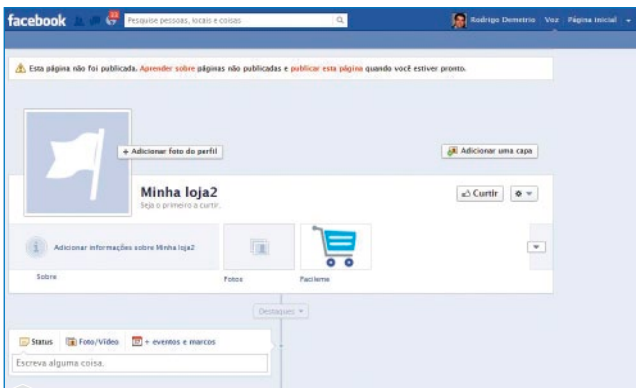 facebook
Pesquise pessoas, locais e coisas
Rodrigo Demetrio Voz Página inicial
Esta página não foi publicada. Aprender sobre páginas não publicadas e publicar esta página quando você estiver pronto.
+ Adicionar foto do perfil
Adicionar uma capa
Minha loja2
Seja o primeiro a curtir.
Curtir
i Adicionar informações sobre Minha loja2
Sobre
Fotos
Facileme
Destaques
Status Foto/Vídeo + eventos e marcos
Escreva alguma coisa.